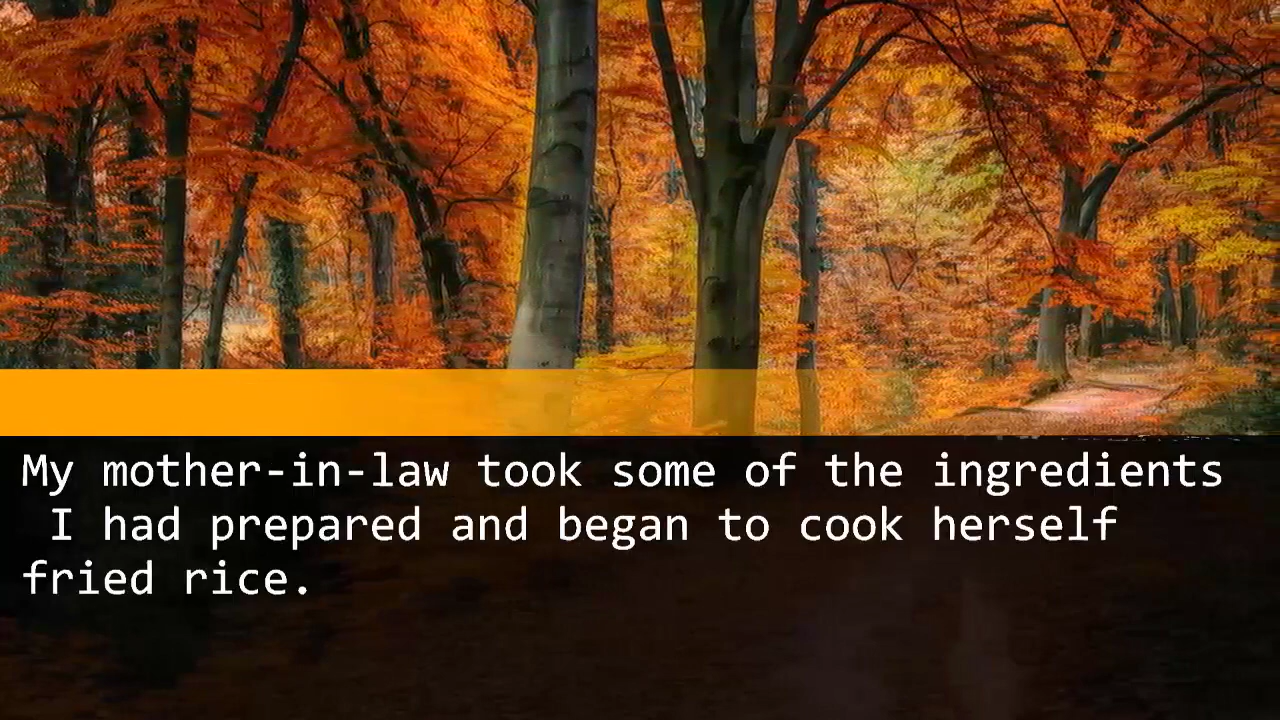 My mother-in-law took some of the ingredients
I had prepared and began to cook herself
fried rice.